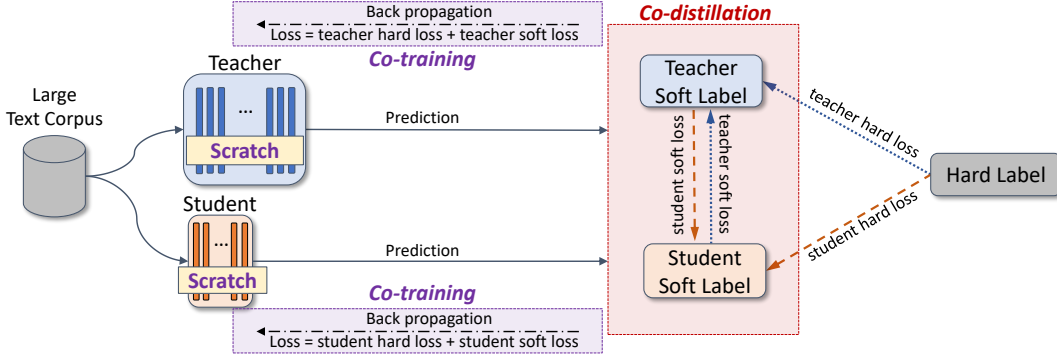 Back propagation
Loss = teacher hard loss + teacher soft loss
Co-training
Co-distillation
Large
Text Corpus
Teacher
...
Scratch
Prediction
Teacher
Soft Label
student soft loss
teacher soft loss
teacher hard loss
Hard Label
student hard loss
Student
...
Scratch
Prediction
Student
Soft Label
Co-training
Back propagation
Loss = student hard loss + student soft loss